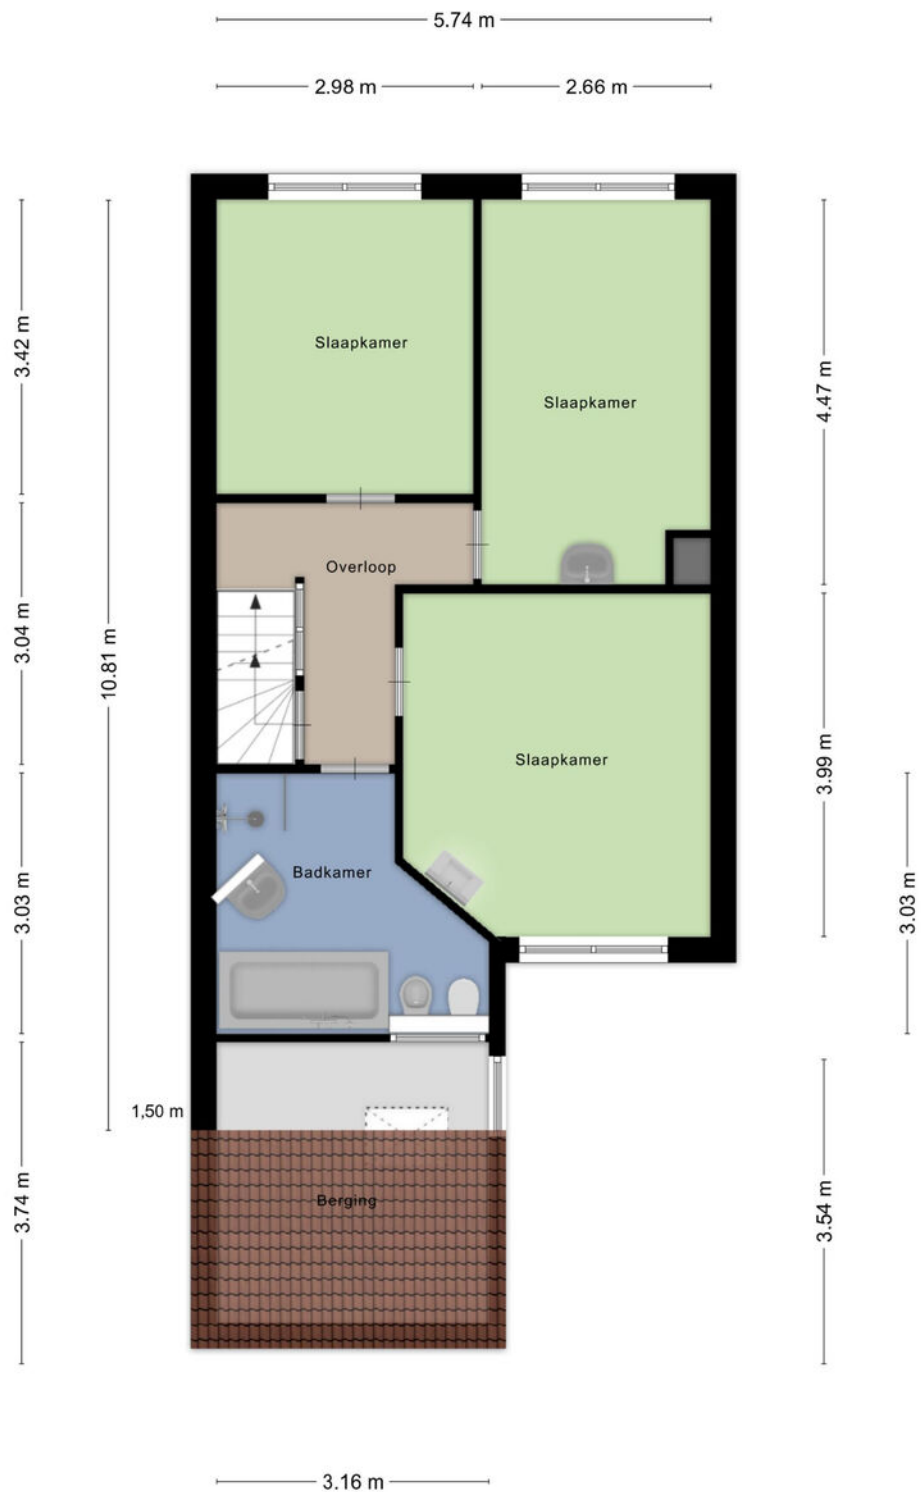 5.74 m
2.98 m
2.66 m
3.42 m
Slaapkamer
4.47 m
Slaapkamer
Overloop
3.04 m
10.81 m
Slaapkamer
3.99 m
Badkamer
3.03 m
3.03 m
1,50 m
3.74 m
Berging
3.54 m
3.16 m